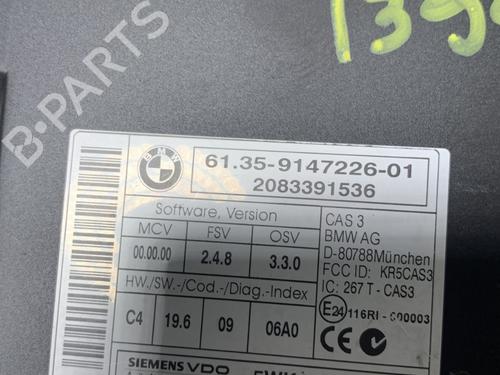 B-PARTS
BMW
61.35-9147226-01
2083391536
Software, Version
MCV FSV OSV
00.00.00 2.4.8 3.3.0
HW./SW.-/Cod.-/Diag.-Index
C4 19.6 09 06A0
CAS 3
BMW AG
D-80788München
FCC ID: KR5CAS3
IC: 267 T - CAS3
E24 116RI - 000003
CE
SIEMENS VDO